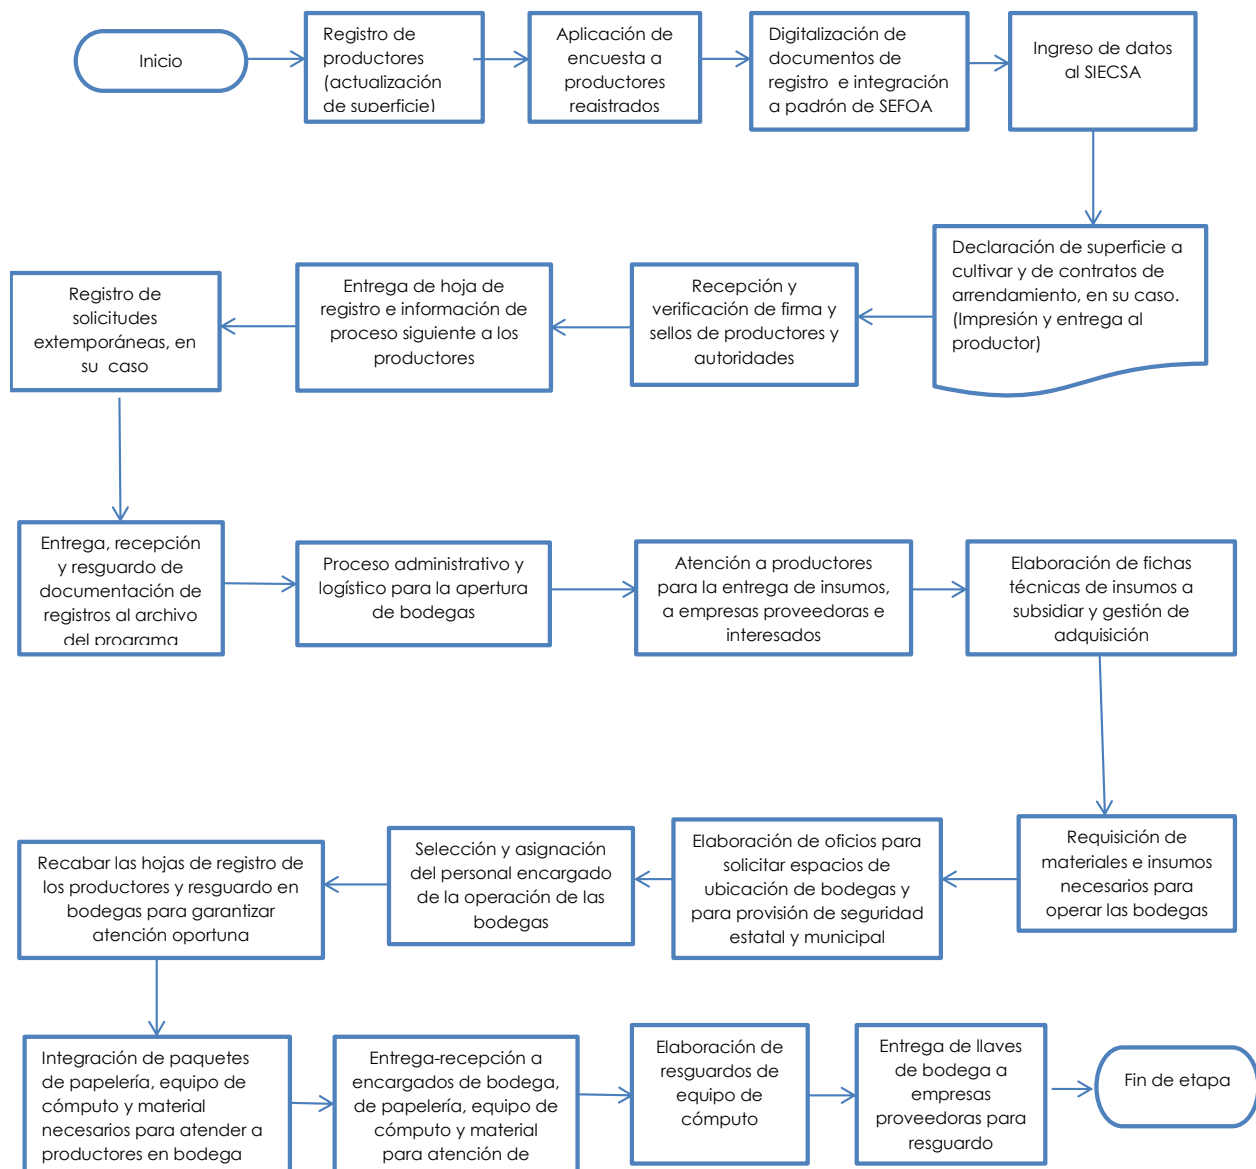 Inicio
Registro de
productores
(actualización
de superficie)
Aplicación de
encuesta a
productores
registrados
Digitalización de
documentos de
registro e integración
a padrón de SEFOA
Ingreso de datos
al SIECSA
Declaración de superficie a
cultivar y de contratos de
arrendamiento, en su caso.
(Impresión y entrega al
productor)
Recepción y
verificación de firma y
sellos de productores y
autoridades
Entrega de hoja de
registro e información de
proceso siguiente a los
productores
Registro de
solicitudes
extemporáneas, en
su caso
Entrega, recepción
y resguardo de
documentación de
registros al archivo
del programa
Proceso administrativo y
logístico para la apertura
de bodegas
Atención a productores
para la entrega de insumos,
a empresas proveedoras e
interesados
Elaboración de fichas
técnicas de insumos a
subsidiar y gestión de
adquisición
Requisición de
materiales e insumos
necesarios para
operar las bodegas
Elaboración de oficios para
solicitar espacios de
ubicación de bodegas y
para provisión de seguridad
estatal y municipal
Selección y asignación
del personal encargado
de la operación de las
bodegas
Recabar las hojas de registro de
los productores y resguardo en
bodegas para garantizar
atención oportuna
Integración de paquetes
de papelería, equipo de
cómputo y material
necesarios para atender a
productores en bodega
Entrega-recepción a
encargados de bodega,
de papelería, equipo de
cómputo y material
para atención de
Elaboración de
resguardos de
equipo de
cómputo
Entrega de llaves
de bodega a
empresas
proveedoras para
resguardo
Fin de etapa